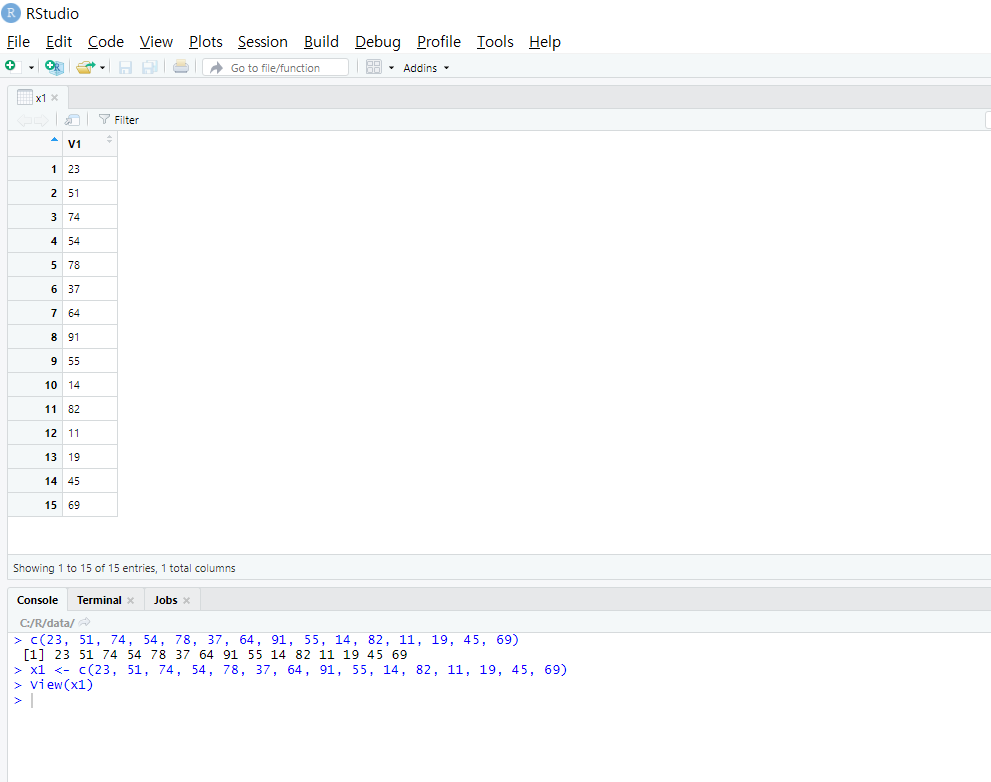 RStudio
File Edit Code View Plots Session Build Debug Profile Tools Help
R Go to file/function Addins
x1
Filter
V1
1 23
2 51
3 74
4 54
5 78
6 37
7 64
8 91
9 55
10 14
11 82
12 11
13 19
14 45
15 69
Showing 1 to 15 of 15 entries, 1 total columns
Console Terminal Jobs
C:/R/data/
> c(23, 51, 74, 54, 78, 37, 64, 91, 55, 14, 82, 11, 19, 45, 69)
[1] 23 51 74 54 78 37 64 91 55 14 82 11 19 45 69
> x1 <- c(23, 51, 74, 54, 78, 37, 64, 91, 55, 14, 82, 11, 19, 45, 69)
> View(x1)
>